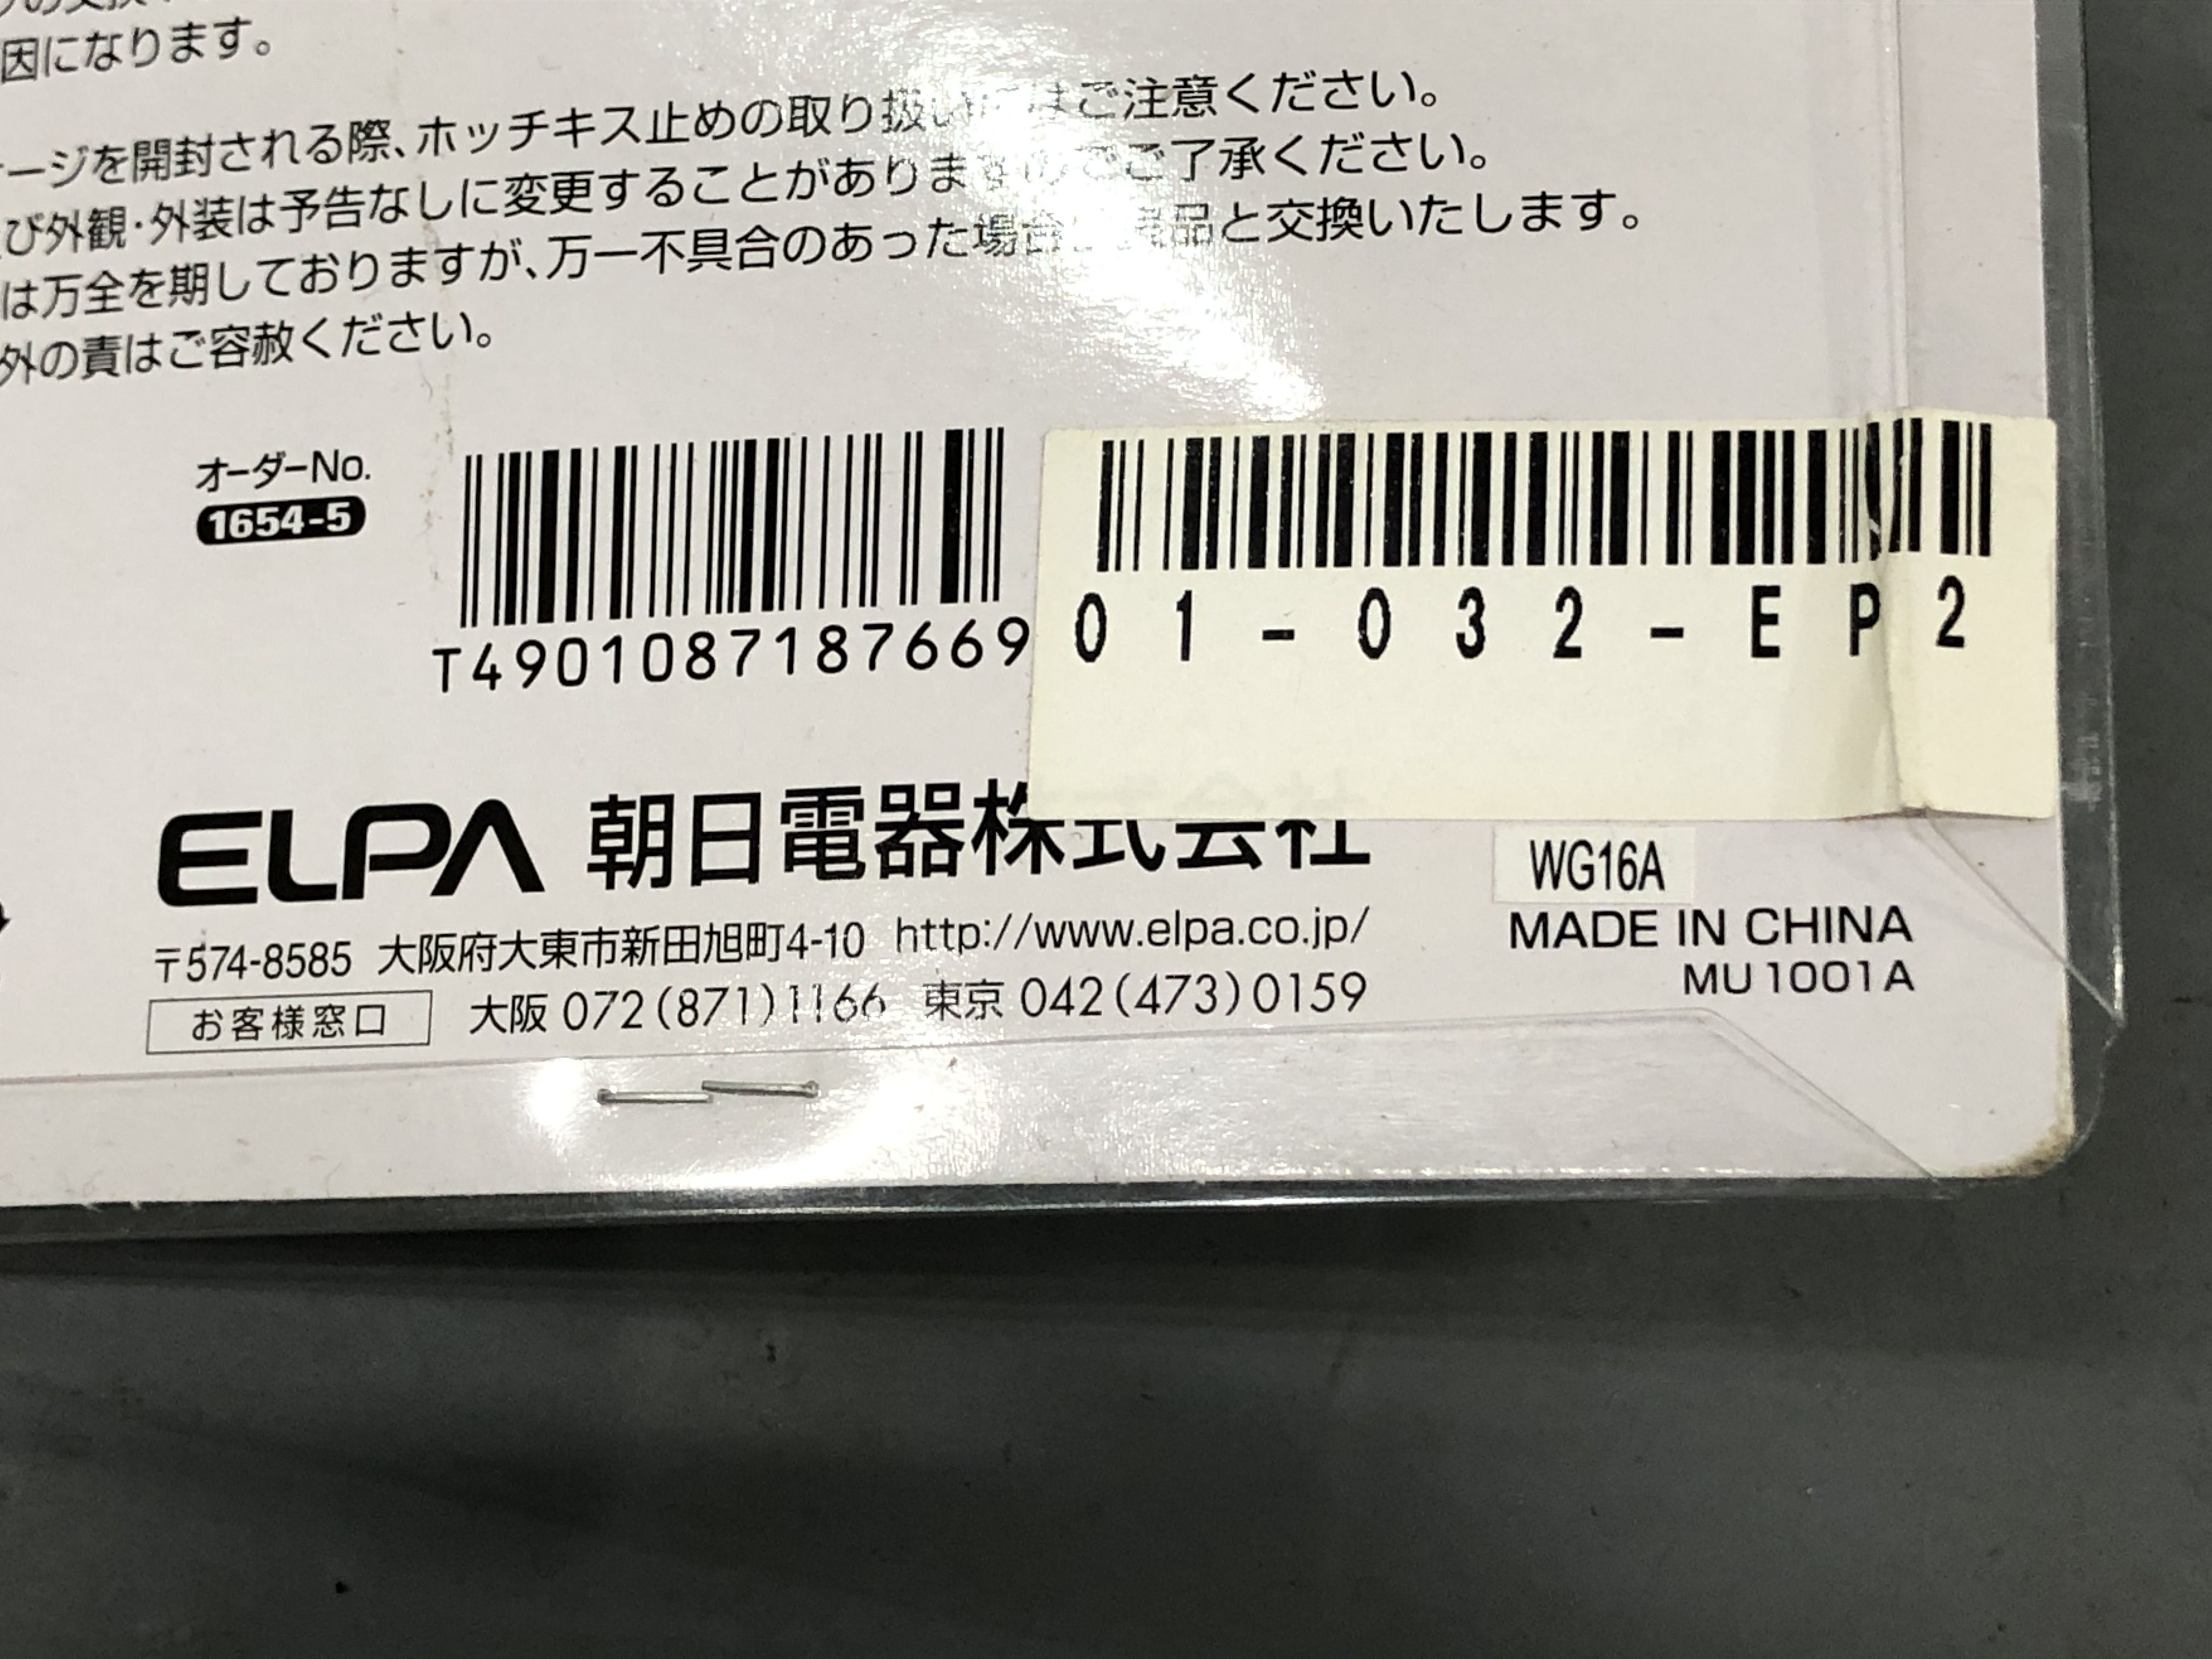 因になります。
ージを開封される際、ホッチキス止めの取り扱いにはご注意ください。
び外観・外装は予告なしに変更することがありますのでご了承ください。
は万全を期しておりますが、万一不具合のあった場合は良品と交換いたします。
外の責はご容赦ください。
オーダーNo.
1654-5
T4901087187669
01-032-EP2
ELPA 朝日電器株式会社
WG16A
〒574-8585 大阪府大東市新田旭町4-10 http://www.elpa.co.jp/
MADE IN CHINA
お客様窓口 大阪 072(871)1166 東京 042(473)0159
MU1001A